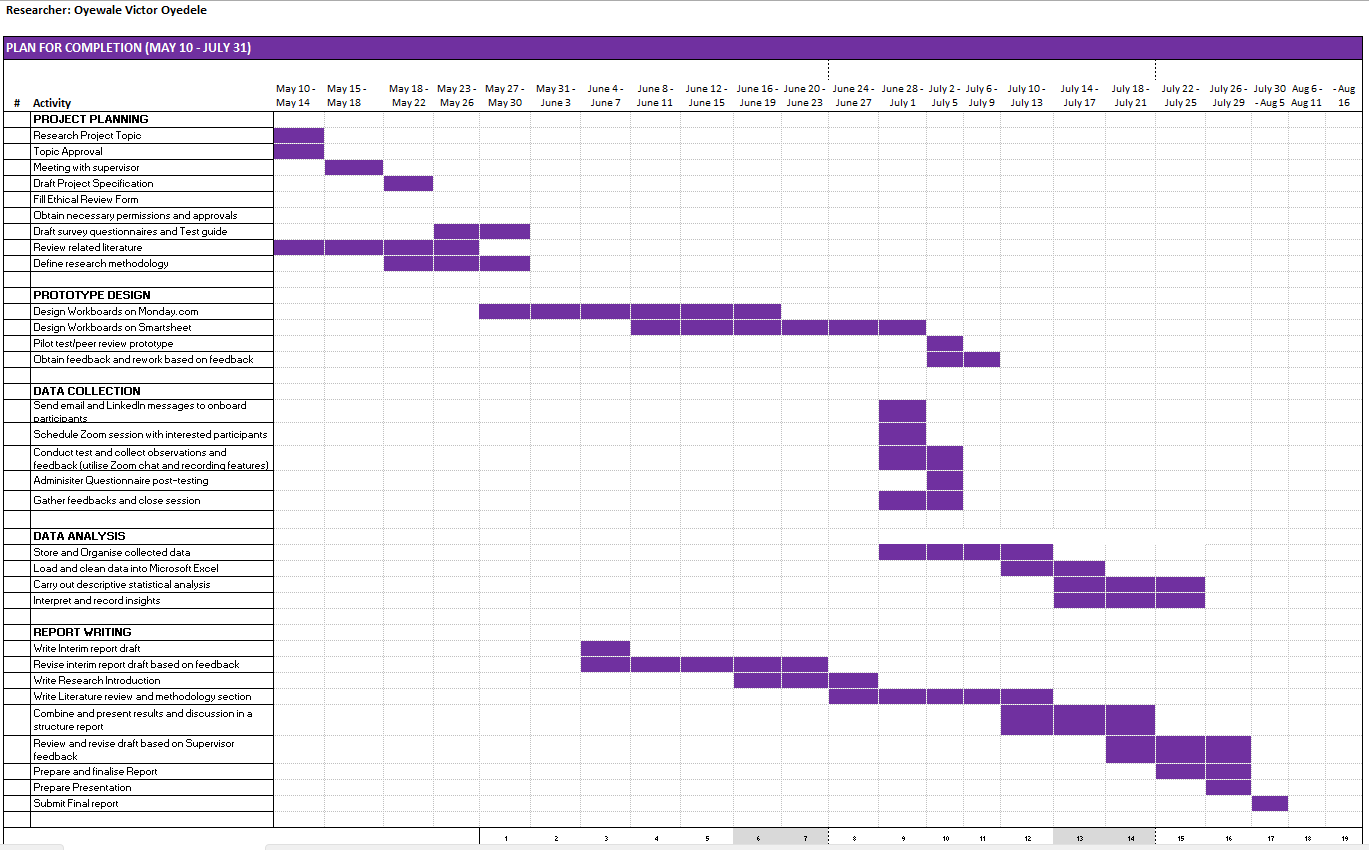 Researcher: Oyewale Victor Oyedele
PLAN FOR COMPLETION (MAY 10 - JULY 31)
May 10 - May 15 - May 18 - May 23 - May 27 - May 31 - June 4 - June 8 - June 12 - June 16 - June 20 - June 24 - June 28 - July 2 - July 6 - July 10 - July 14 - July 18 - July 22 - July 26 - July 30 Aug 6 - - Aug
# Activity May 14 May 18 May 22 May 26 May 30 June 3 June 7 June 11 June 15 June 19 June 23 June 27 July 1 July 5 July 9 July 13 July 17 July 21 July 25 July 29 - Aug 5 Aug 11 16
PROJECT PLANNING
Research Project Topic
Topic Approval
Meeting with supervisor
Draft Project Specification
Fill Ethical Review Form
Obtain necessary permissions and approvals
Draft survey questionnaires and Test guide
Review related literature
Define research methodology
PROTOTYPE DESIGN
Design Workboards on Monday.com
Design Workboards on Smartsheet
Pilot test/peer review prototype
Obtain feedback and rework based on feedback
DATA COLLECTION
Send email and LinkedIn messages to onboard
participants
Schedule Zoom session with interested participants
Conduct test and collect observations and
feedback (utilise Zoom chat and recording features)
Adminisiter Questionnaire post-testing
Gather feedbacks and close session
DATA ANALYSIS
Store and Organise collected data
Load and clean data into Microsoft Excel
Carry out descriptive statistical analysis
Interpret and record insights
REPORT WRITING
Write Interim report draft
Revise interim report draft based on feedback
Write Research Introduction
Write Literature review and methodology section
Combine and present results and discussion in a
structure report
Review and revise draft based on Supervisor
feedback
Prepare and finalise Report
Prepare Presentation
Submit Final report
1 2 3 4 5 6 7 8 9 10 11 12 13 14 15 16 17 18 19